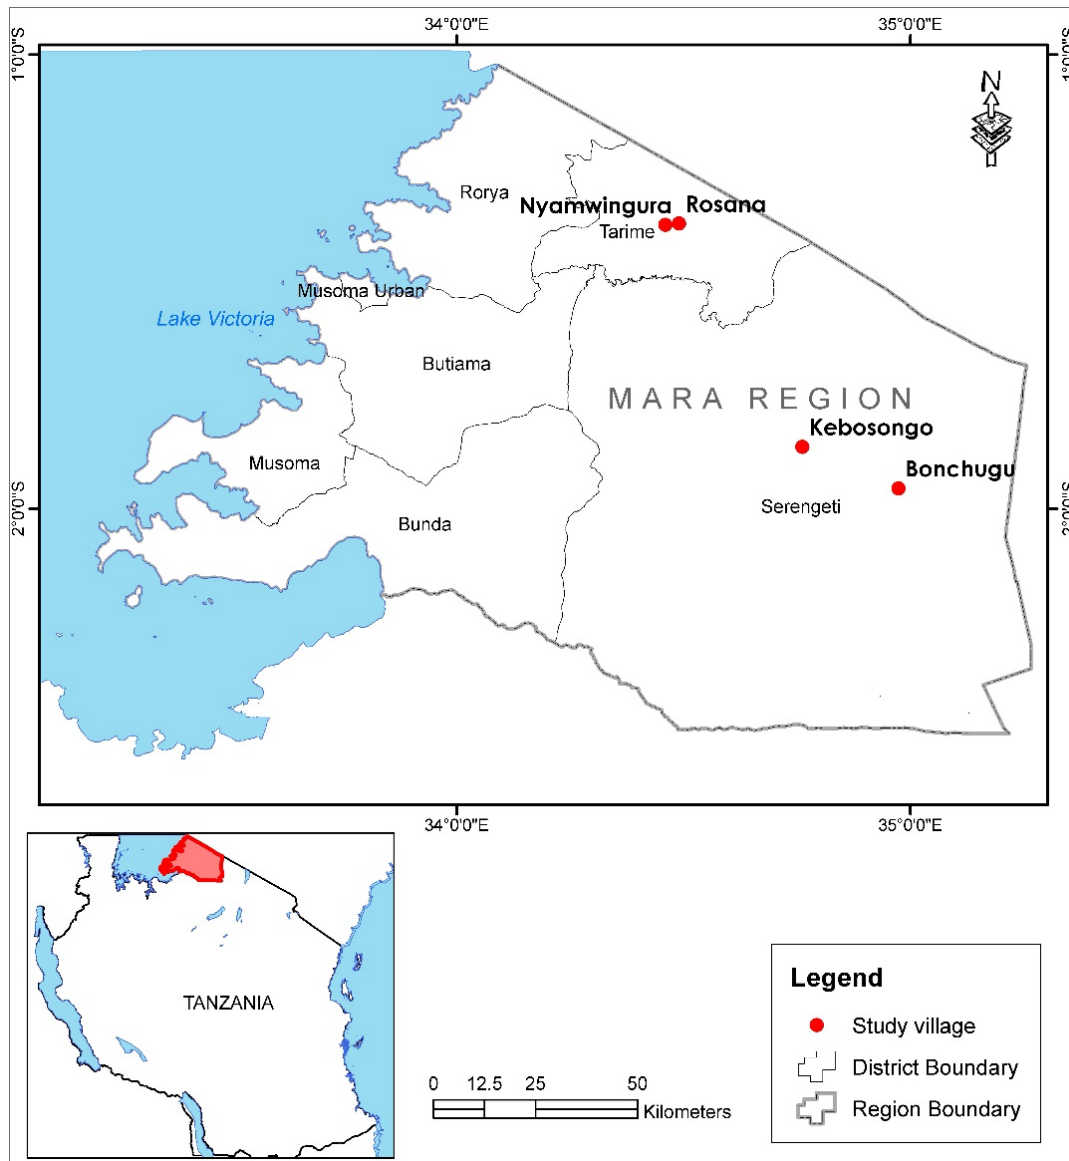 34°0'0"E 35°0'0"E
1°0'0"S 1°0'0"S
N
Rorya
Nyamwingura Rosana
Tarime
Musoma Urban
Lake Victoria
Butiama
MARA REGION
Kebosongo
Musoma
Bonchugu
Serengeti
2°0'0"S 2°0'0"S
Bunda
34°0'0"E 35°0'0"E
TANZANIA
Legend
Study village
District Boundary
Region Boundary
0 12.5 25 50
Kilometers